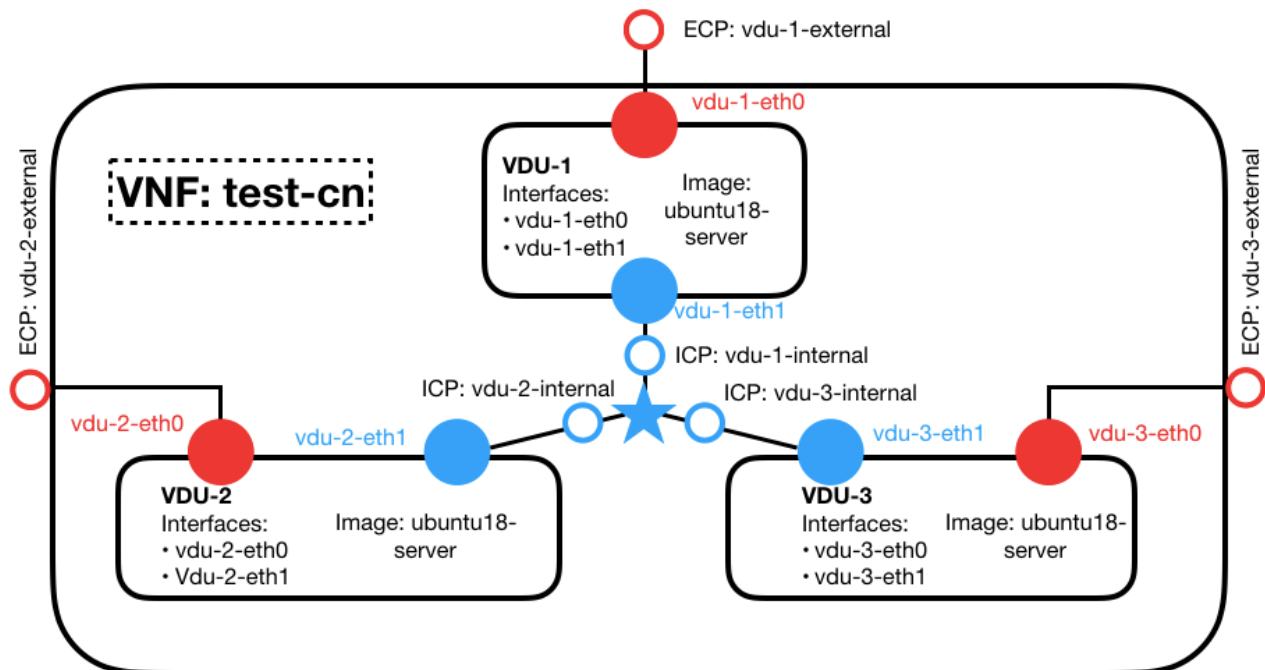 ECP: vdu-1-external
vdu-1-eth0
VNF: test-cn
VDU-1
Interfaces:
• vdu-1-eth0
• vdu-1-eth1
Image:
ubuntu18-
server
vdu-1-eth1
ICP: vdu-1-internal
ECP: vdu-2-external
ECP: vdu-3-external
ICP: vdu-2-internal
ICP: vdu-3-internal
vdu-2-eth0
vdu-2-eth1
vdu-3-eth1
vdu-3-eth0
VDU-2
Interfaces:
• vdu-2-eth0
• Vdu-2-eth1
Image: ubuntu18-
server
VDU-3
Interfaces:
• vdu-3-eth0
• vdu-3-eth1
Image: ubuntu18-
server